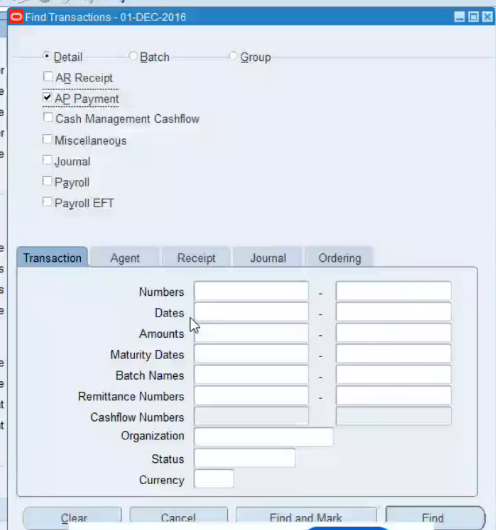 Find Transactions - 01-DEC-2016
Detail Batch Group
AR Receipt
AP Payment
Cash Management Cashflow
Miscellaneous
Journal
Payroll
Payroll EFT
Transaction Agent Receipt Journal Ordering
Numbers -
Dates -
Amounts -
Maturity Dates -
Batch Names -
Remittance Numbers -
Cashflow Numbers
Organization
Status
Currency
Clear Cancel Find and Mark Find